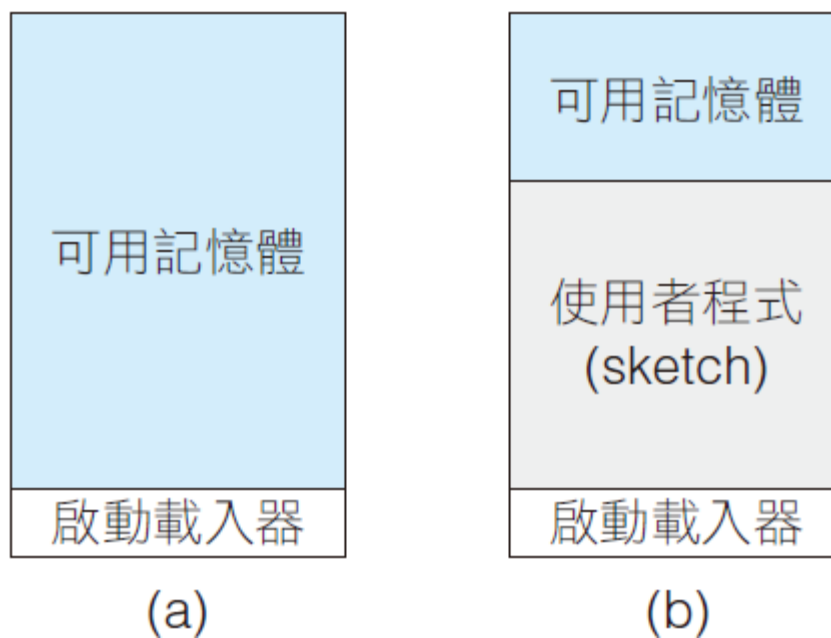 可用記憶體
啟動載入器
(a)
可用記憶體
使用者程式
(sketch)
啟動載入器
(b)